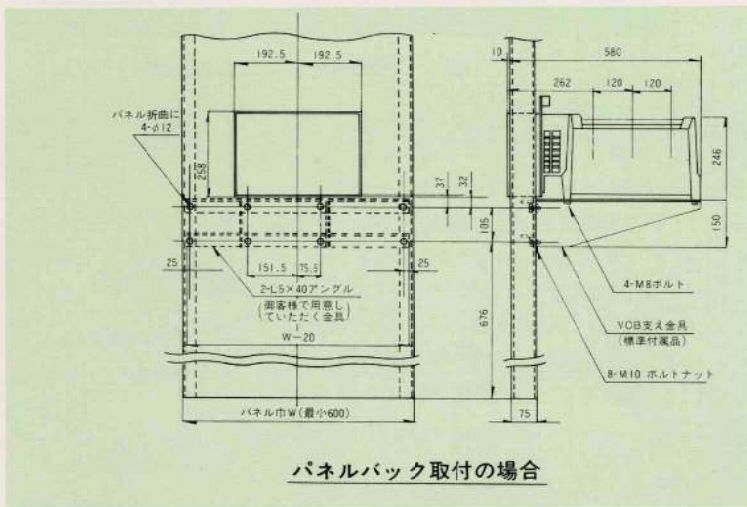 192.5
192.5
10
580
262
120
120
パネル折曲に
4-φ12
258
37
32
246
105
150
25
151.5
75.5
25
2-L5×40アングル
(御客様で用意し
ていただく金具)
W-20
676
4-M8ボルト
VCB支え金具
(標準付属品)
8-M10 ボルトナット
パネル巾W(最小600)
75
パネルバック取付の場合